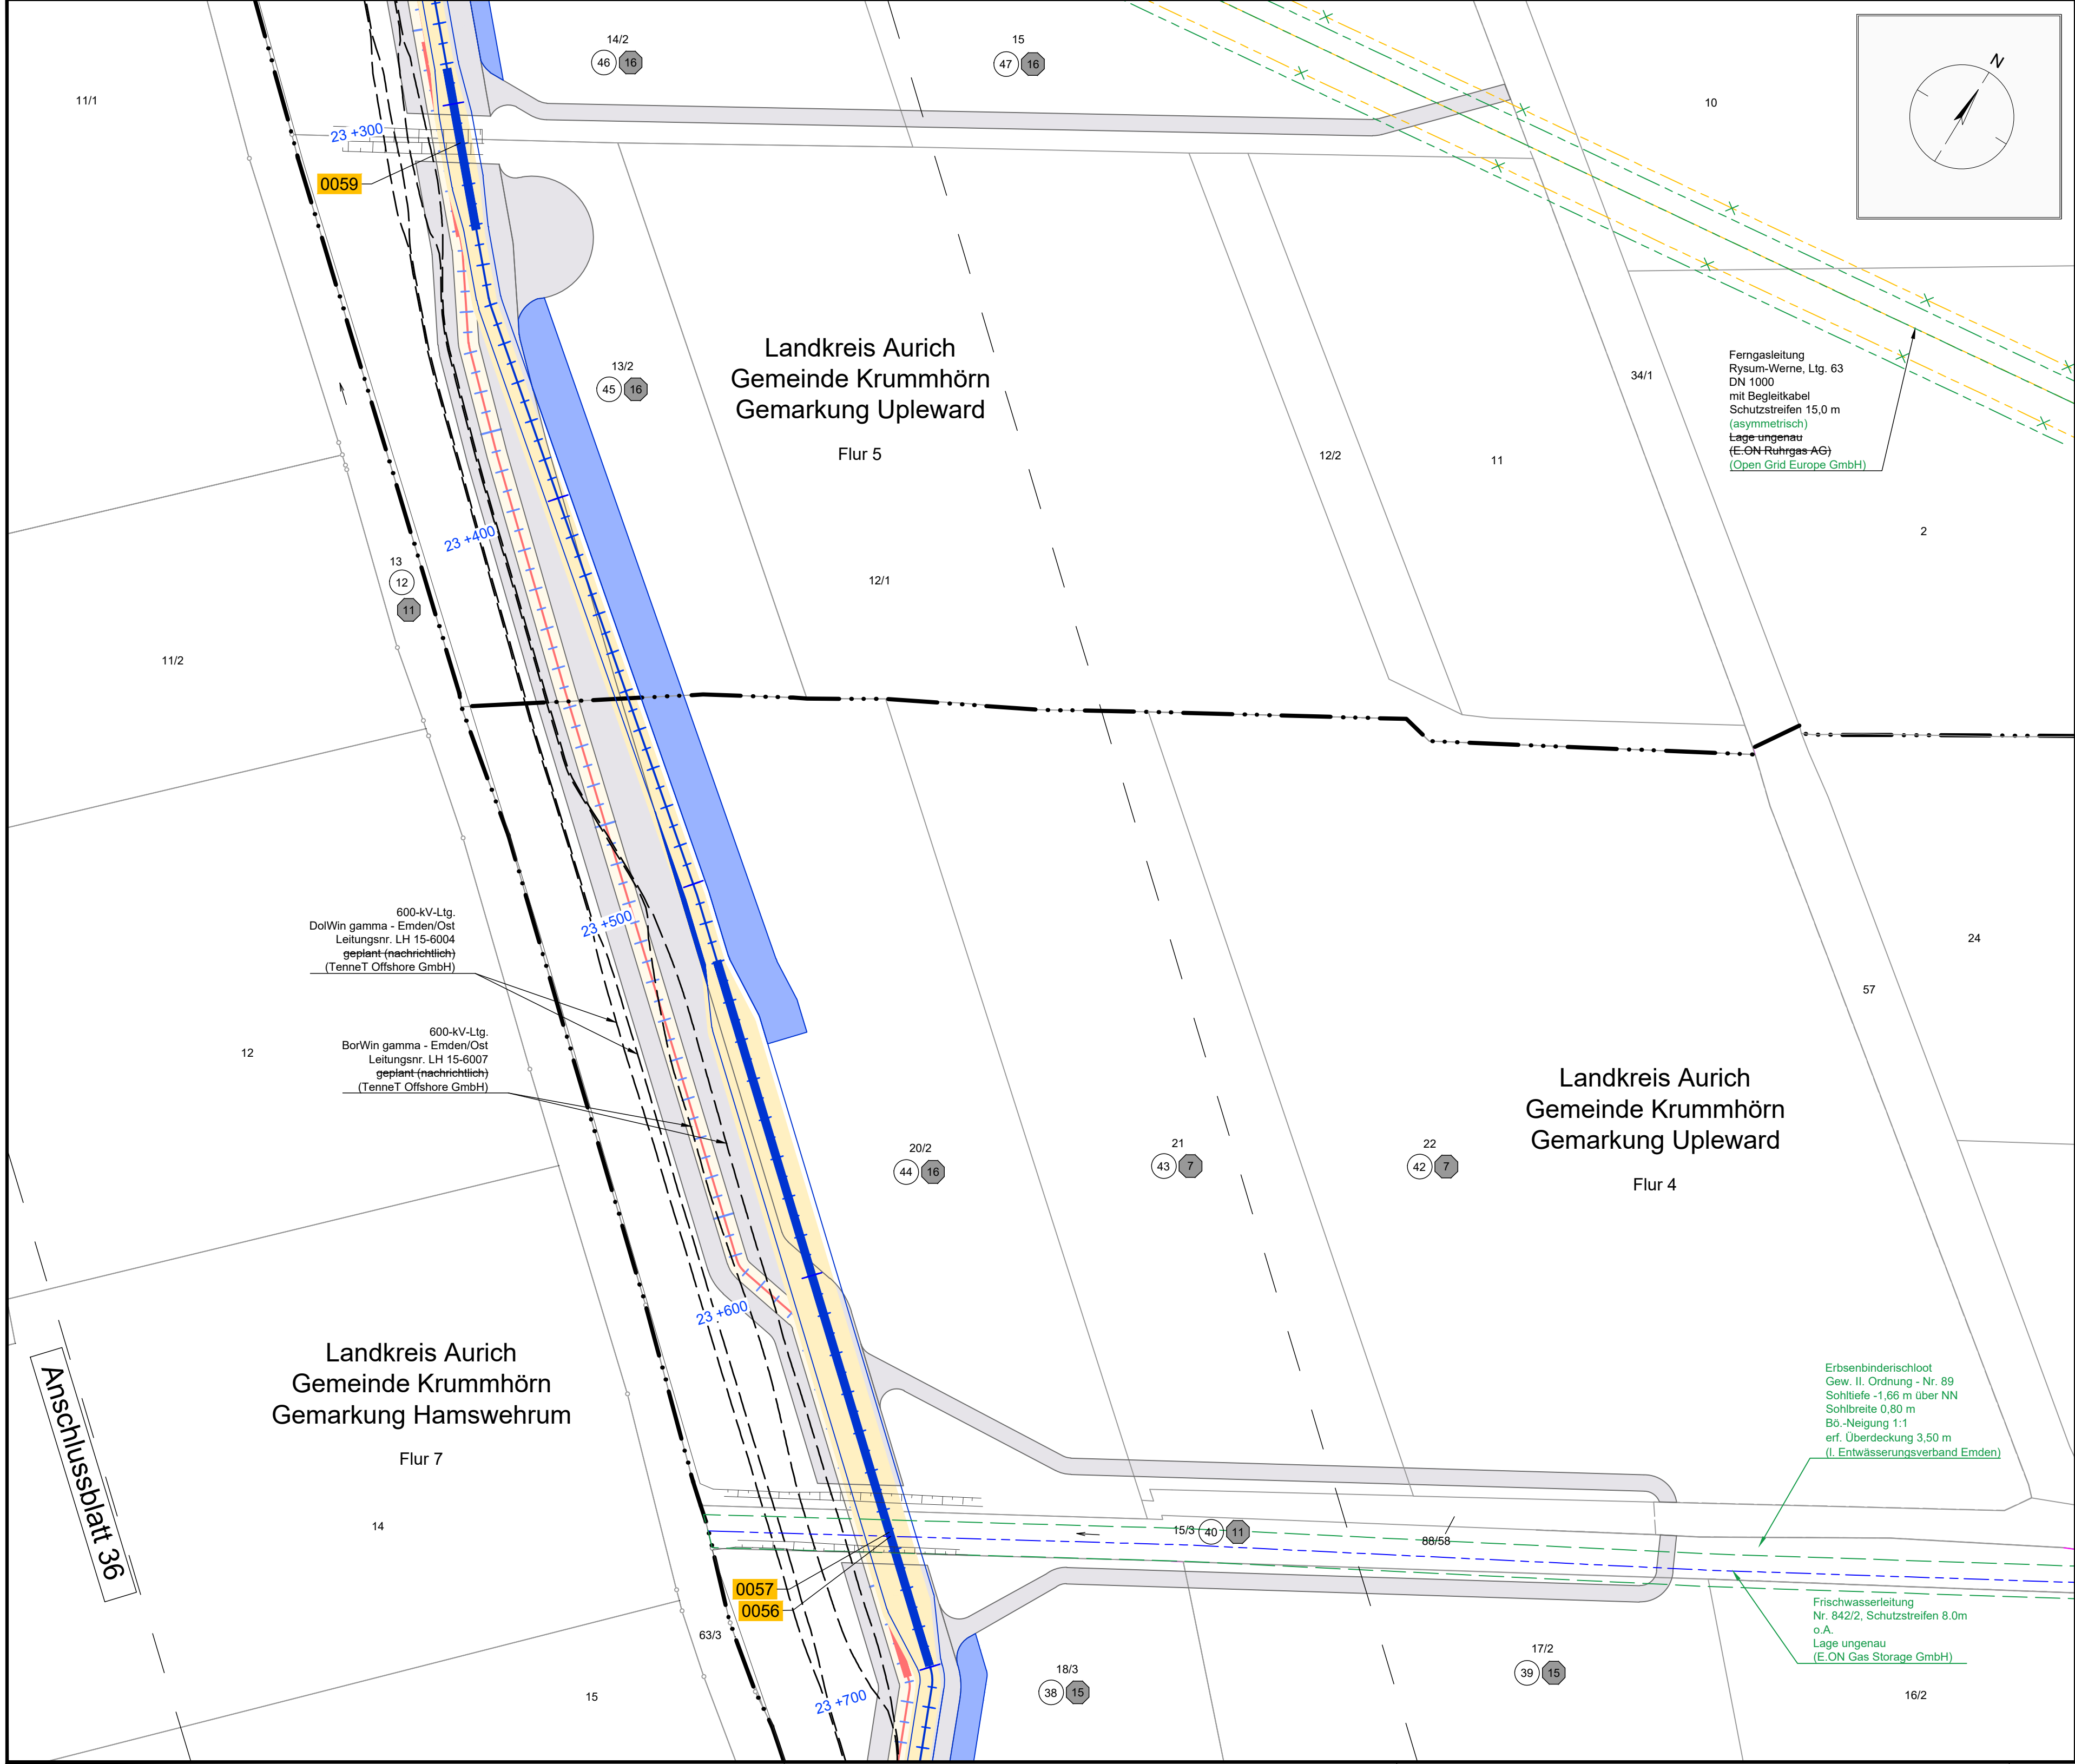 14/2
46 16
15
47 16
N
11/1
10
23 +300
0059
13/2
45 16
Landkreis Aurich
Gemeinde Krummhörn
Gemarkung Upleward
Flur 5
34/1
Ferngasleitung
Rysum-Werne, Ltg. 63
DN 1000
mit Begleitkabel
Schutzstreifen 15,0 m
(asymmetrisch)
Lage ungenau
(E.ON Ruhrgas AG)
(Open Grid Europe GmbH)
12/2
11
2
23 +400
13
12
11
12/1
11/2
600-kV-Ltg.
DolWin gamma - Emden/Ost
Leitungsnr. LH 15-6004
geplant (nachrichtlich)
(TenneT Offshore GmbH)
23 +500
24
57
12
600-kV-Ltg.
BorWin gamma - Emden/Ost
Leitungsnr. LH 15-6007
geplant (nachrichtlich)
(TenneT Offshore GmbH)
Landkreis Aurich
Gemeinde Krummhörn
Gemarkung Upleward
Flur 4
20/2
44 16
21
43 7
22
42 7
23 +600
Landkreis Aurich
Gemeinde Krummhörn
Gemarkung Hamswehrum
Flur 7
Anschlussblatt 36
Erbsenbinderischloot
Gew. II. Ordnung - Nr. 89
Sohltiefe -1,66 m über NN
Sohlbreite 0,80 m
Bö.-Neigung 1:1
erf. Überdeckung 3,50 m
(I. Entwässerungsverband Emden)
14
15/3 40 11
88/58
0057
0056
Frischwasserleitung
Nr. 842/2, Schutzstreifen 8.0m
o.A.
Lage ungenau
(E.ON Gas Storage GmbH)
63/3
17/2
39 15
18/3
38 15
15
23 +700
16/2